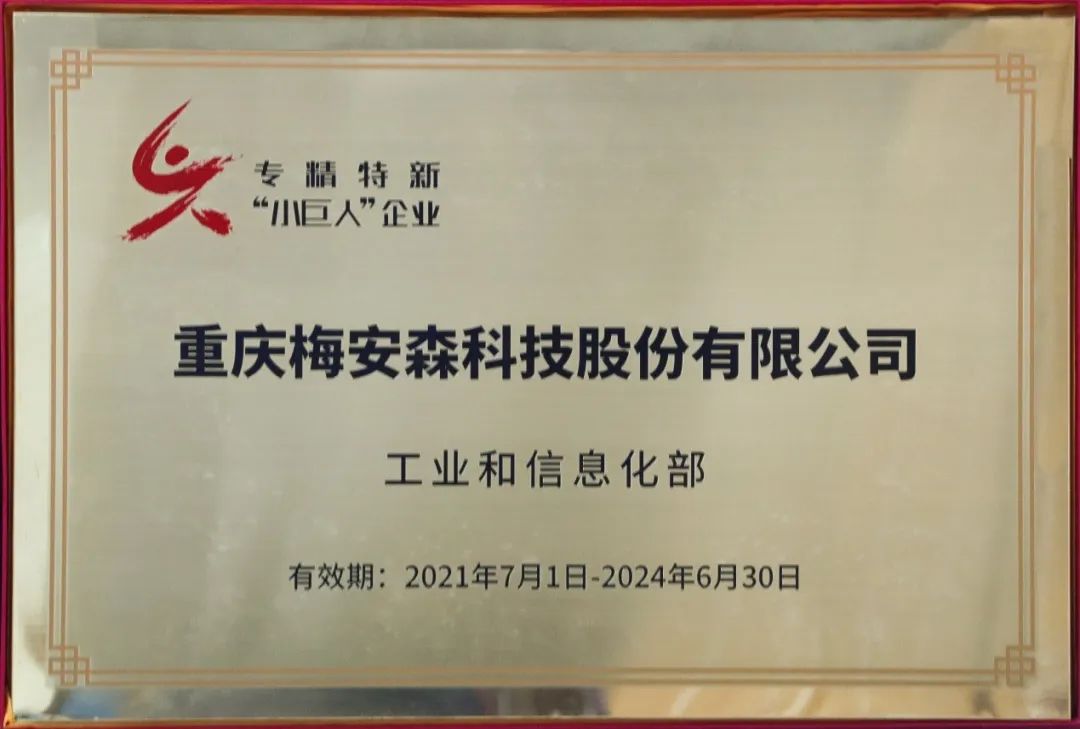 专精特新
“小巨人”企业
重庆梅安森科技股份有限公司
工业和信息化部
有效期：2021年7月1日-2024年6月30日